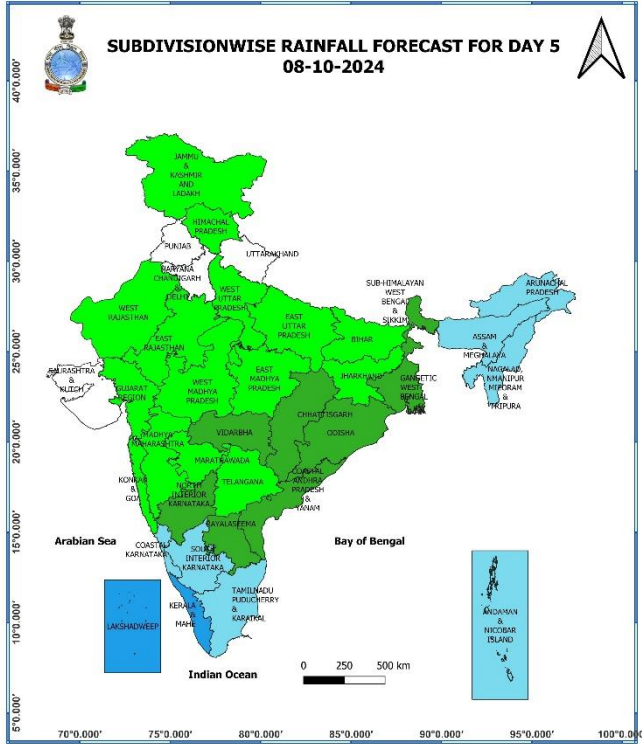 SUBDIVISIONWISE RAINFALL FORECAST FOR DAY 5
08-10-2024
40°0.000'
35°0.000'
30°0.000'
25°0.000'
20°0.000'
15°0.000'
10°0.000'
5°0.000'
JAMMU
&
KASHMIR
AND
LADAKH
HIMACHAL
PRADESH
PUNJAB
UTTARAKHAND
HARYANA
CHANDIGARH
&
DELHI
WEST
UTTAR
PRADESH
WEST
RAJASTHAN
EAST
RAJASTHAN
EAST
UTTAR
PRADESH
SUB-HIMALAYAN
WEST
BENGAL
&
SIKKIM
ARUNACHAL
PRADESH
ASSAM
&
MEGHALAYA
NAGALAD
MANIPUR
MIZORAM
&
TRIPURA
BIHAR
JHARKHAND
GANGETIC
WEST
BENGAL
SAURASHTRA
&
KUTCH
GUJARAT
REGION
WEST
MADHYA
PRADESH
EAST
MADHYA
PRADESH
CHHATTISGARH
ODISHA
VIDARBHA
MADHYA
MAHARASHTRA
MARATHWADA
TELANGANA
KONKAN
&
GOA
NORTH
INTERIOR
KARNATAKA
COASTAL
ANDHRA
PRADESH
&
YANAM
RAYALASEEMA
Arabian Sea
Bay of Bengal
COASTAL
KARNATAKA
SOUTH
INTERIOR
KARNATAKA
TAMILNADU
PUDUCHERRY
&
KARAIKAL
KERALA
&
MAHE
LAKSHADWEEP
ANDAMAN
&
NICOBAR
ISLAND
Indian Ocean
0 250 500 km
70°0.000' 75°0.000' 80°0.000' 85°0.000' 90°0.000' 95°0.000' 100°0.000'